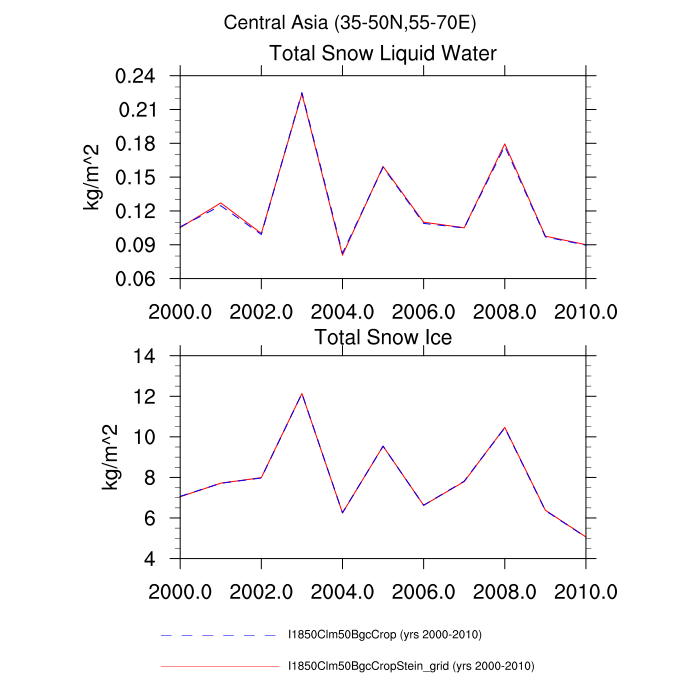 Central Asia (35-50N,55-70E)
Total Snow Liquid Water
0.24
0.21
0.18
0.15
0.12
0.09
0.06
kg/m^2
2000.0 2002.0 2004.0 2006.0 2008.0 2010.0
Total Snow Ice
14
12
10
8
6
4
kg/m^2
2000.0 2002.0 2004.0 2006.0 2008.0 2010.0
I1850Clm50BgcCrop (yrs 2000-2010)
I1850Clm50BgcCropStein_grid (yrs 2000-2010)